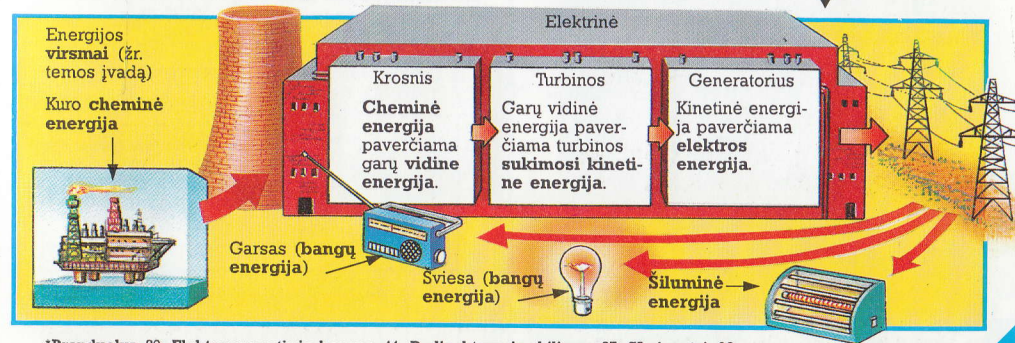 Elektrinė
Energijos
virsmai (žr.
temos įvadą)
Kuro cheminė
energija
Krosnis
Cheminė
energija
paverčiama
garų vidine
energija.
Turbinos
Garų vidinė
energija paver-
čiama turbinos
sukimosi kineti-
ne energija.
Generatorius
Kinetinė energi-
ja paverčiama
elektros
energija.
Garsas (bangų
energija)
Šviesa (bangų
energija)
Šiluminė
energija